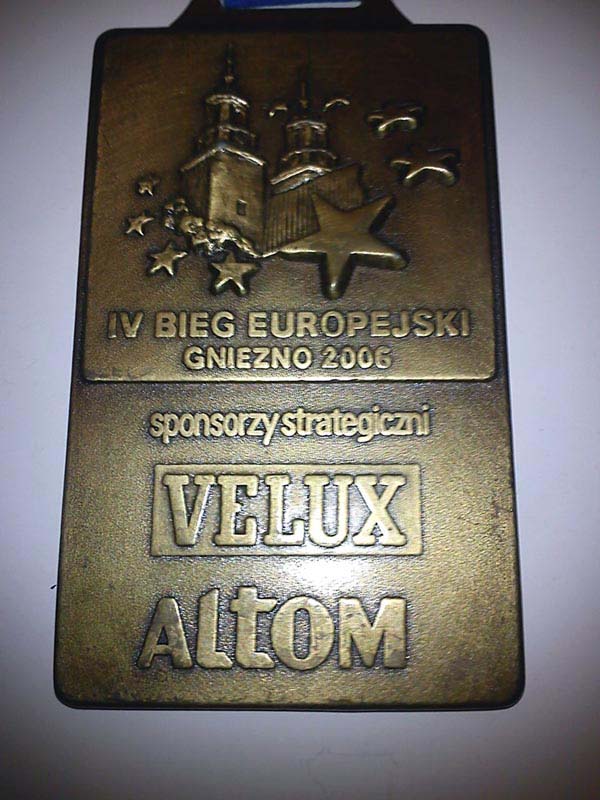 IV BIEG EUROPEJSKI
GNIEZNO 2006
sponsorzy strategiczni
VELUX
ALtOM